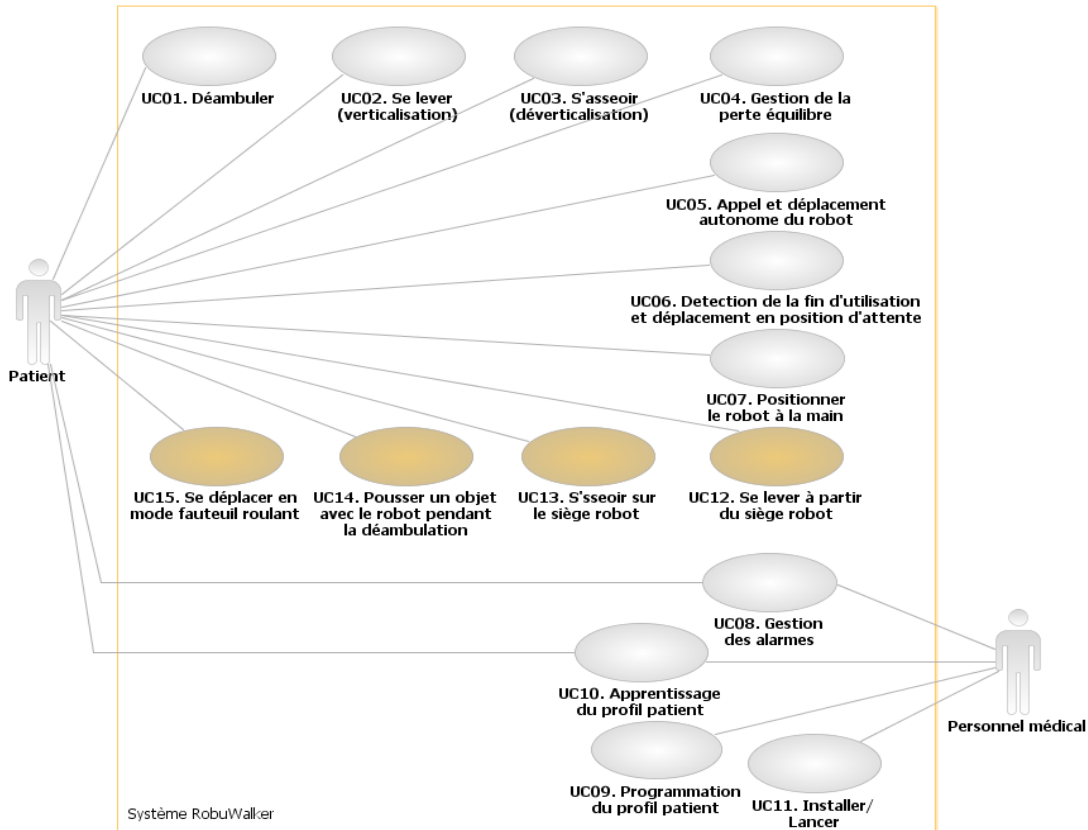 UC01. Déambuler
UC02. Se lever
(verticalisation)
UC03. S'asseoir
(déverticalisation)
UC04. Gestion de la
perte équilibre
UC05. Appel et déplacement
autonome du robot
UC06. Detection de la fin d'utilisation
et déplacement en position d'attente
Patient
UC07. Positionner
le robot à la main
UC15. Se déplacer en
mode fauteuil roulant
UC14. Pousser un objet
avec le robot pendant
la déambulation
UC13. S'sseoir sur
le siège robot
UC12. Se lever à partir
du siège robot
UC08. Gestion
des alarmes
UC10. Apprentissage
du profil patient
Personnel médical
UC09. Programmation
du profil patient
UC11. Installer/
Lancer
Système RobuWalker